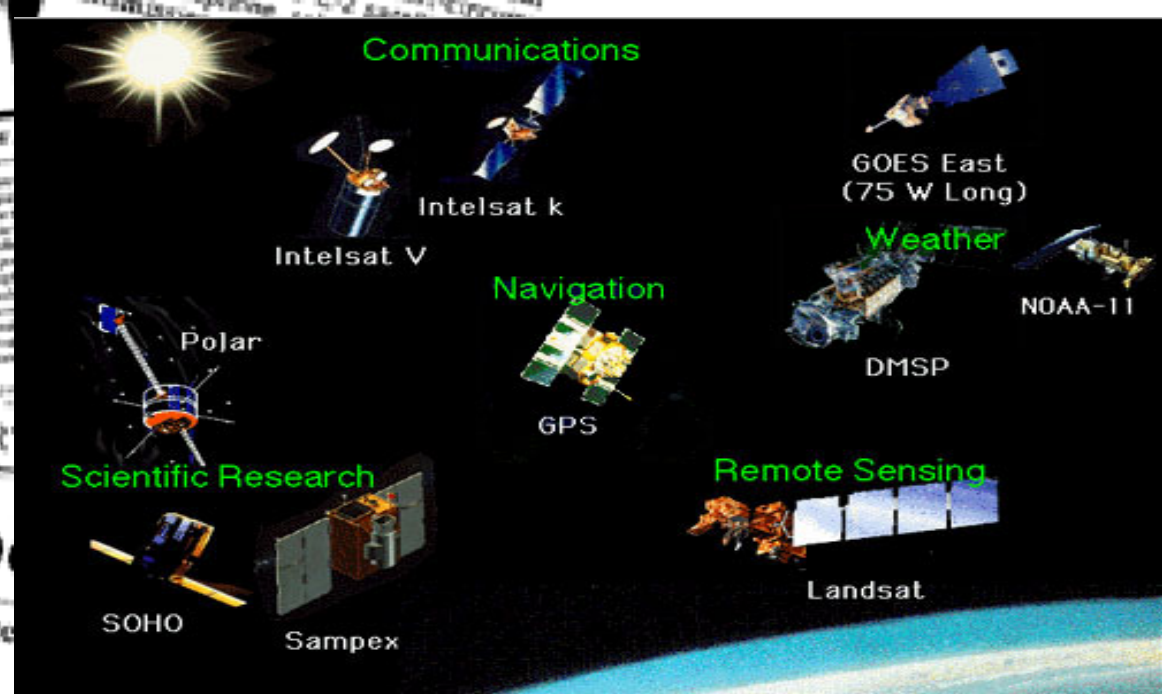 Communications
GOES East
(75 W Long)
Intelsat k
Intelsat V
Weather
Navigation
NOAA-11
Polar
DMSP
GPS
Scientific Research
Remote Sensing
Landsat
SOHO
Sampex